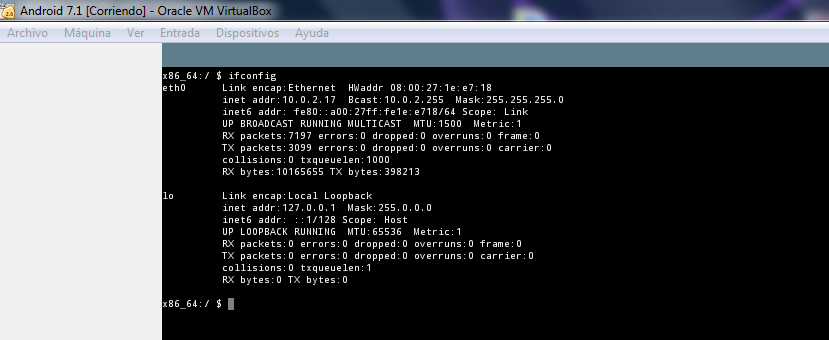 Android 7.1 [Corriendo] - Oracle VM VirtualBox
Archivo Máquina Ver Entrada Dispositivos Ayuda
x86_64:/ $ ifconfig
eth0 Link encap:Ethernet HWaddr 08:00:27:1e:e7:18
inet addr:10.0.2.17 Bcast:10.0.2.255 Mask:255.255.255.0
inet6 addr: fe80::a00:27ff:fe1e:e718/64 Scope: Link
UP BROADCAST RUNNING MULTICAST MTU:1500 Metric:1
RX packets:7197 errors:0 dropped:0 overruns:0 frame:0
TX packets:3099 errors:0 dropped:0 overruns:0 carrier:0
collisions:0 txqueuelen:1000
RX bytes:10165655 TX bytes:398213
lo Link encap:Local Loopback
inet addr:127.0.0.1 Mask:255.0.0.0
inet6 addr: ::1/128 Scope: Host
UP LOOPBACK RUNNING MTU:65536 Metric:1
RX packets:0 errors:0 dropped:0 overruns:0 frame:0
TX packets:0 errors:0 dropped:0 overruns:0 carrier:0
collisions:0 txqueuelen:1
RX bytes:0 TX bytes:0
x86_64:/ $